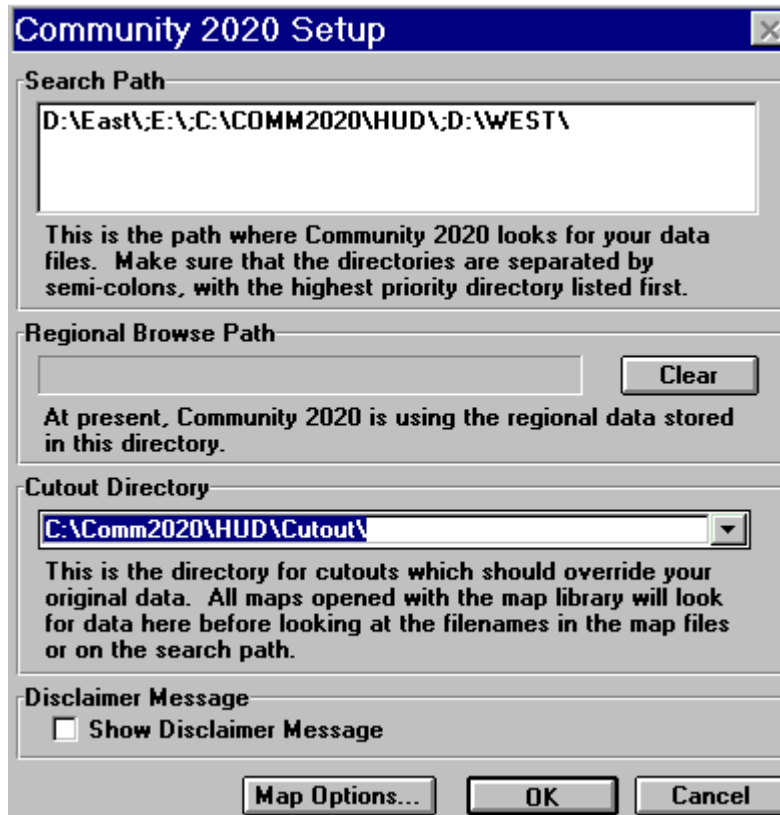 Community 2020 Setup
Search Path
D:\East\;E:\;C:\COMM2020\HUD\;D:\WEST\
This is the path where Community 2020 looks for your data
files.  Make sure that the directories are separated by
semi-colons, with the highest priority directory listed first.
Regional Browse Path
Clear
At present, Community 2020 is using the regional data stored
in this directory.
Cutout Directory
C:\Comm2020\HUD\Cutout\
This is the directory for cutouts which should override your
original data.  All maps opened with the map library will look
for data here before looking at the filenames in the map files
or on the search path.
Disclaimer Message
Show Disclaimer Message
Map Options... OK Cancel